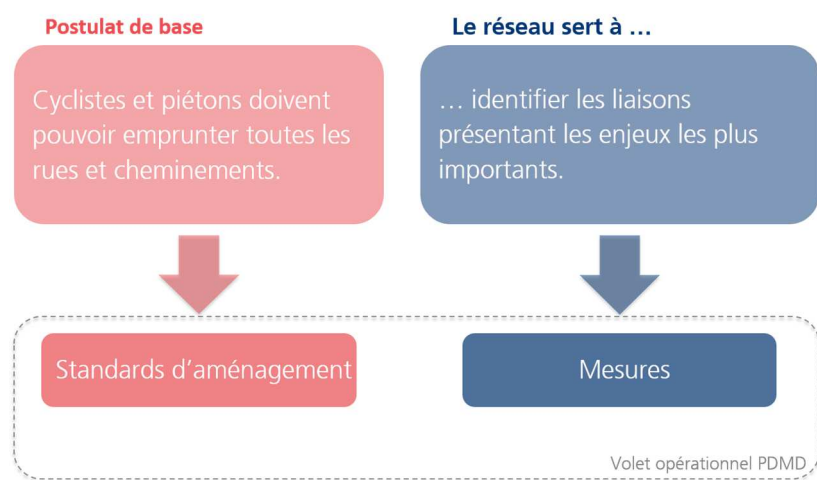 Postulat de base
Cyclistes et piétons doivent
pouvoir emprunter toutes les
rues et cheminements.
Standards d’aménagement
Le réseau sert à …
… identifier les liaisons
présentant les enjeux les plus
importants.
Mesures
Volet opérationnel PDMD